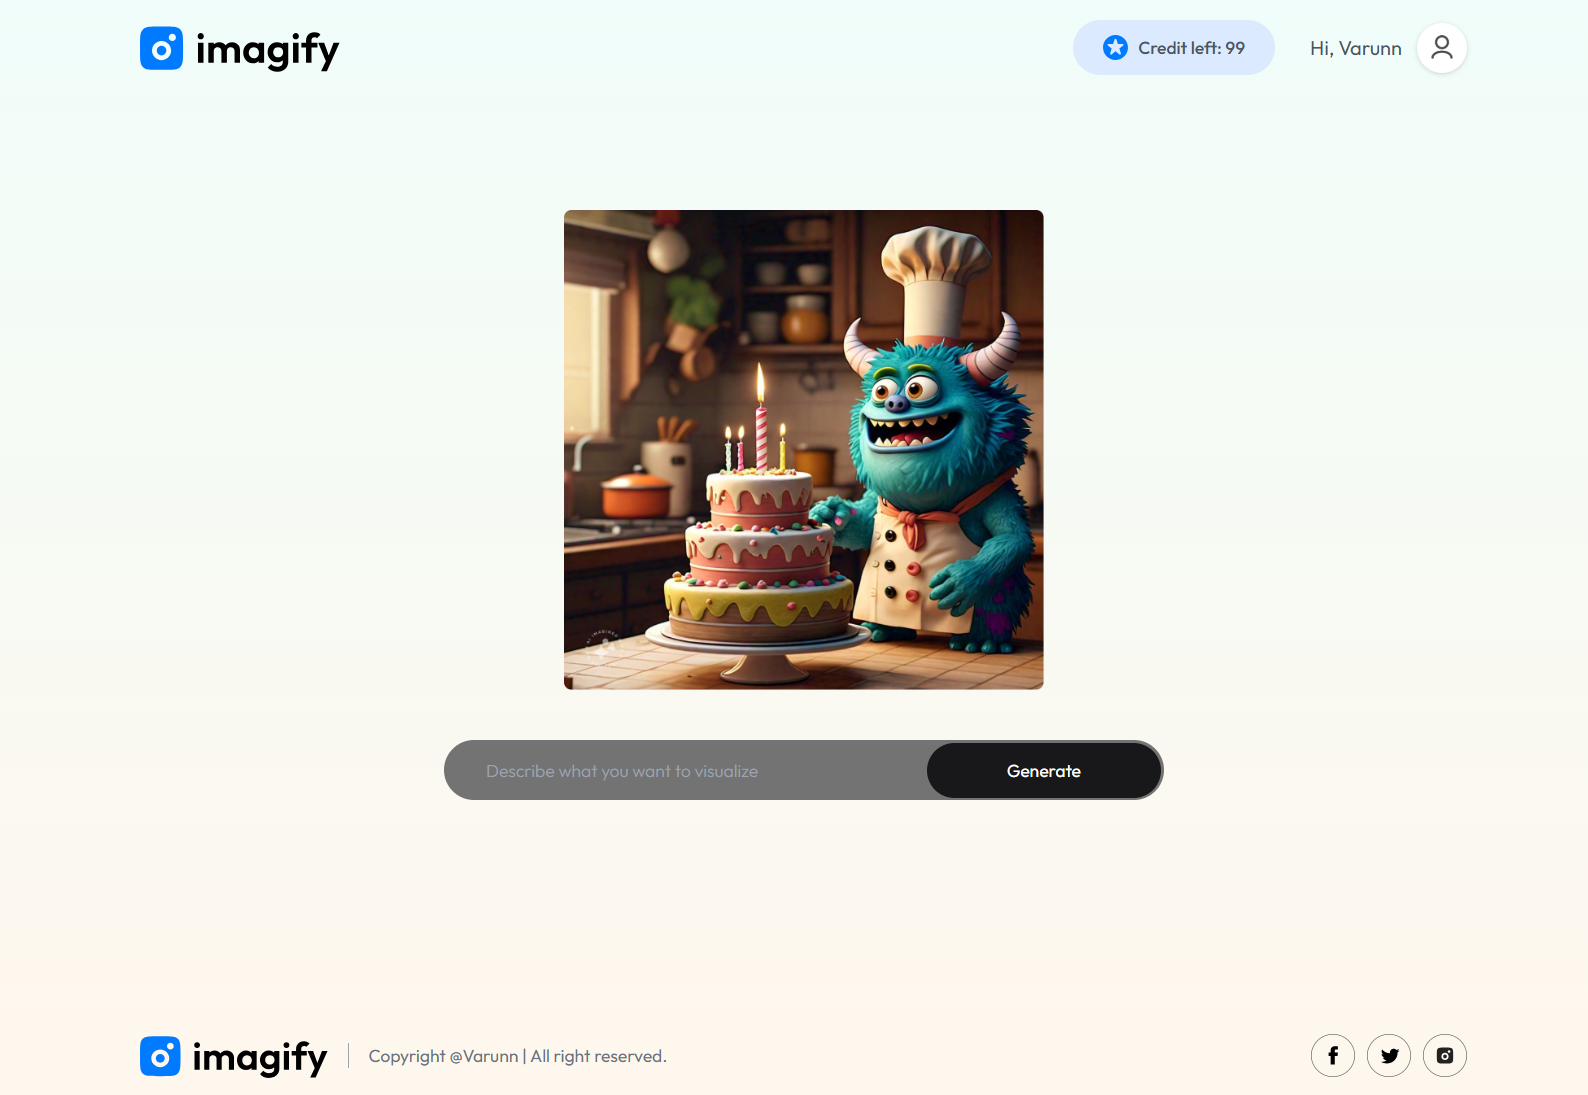 imagify
Credit left: 99
Hi, Varunn
Describe what you want to visualize
Generate
imagify
Copyright @Varunn | All right reserved.